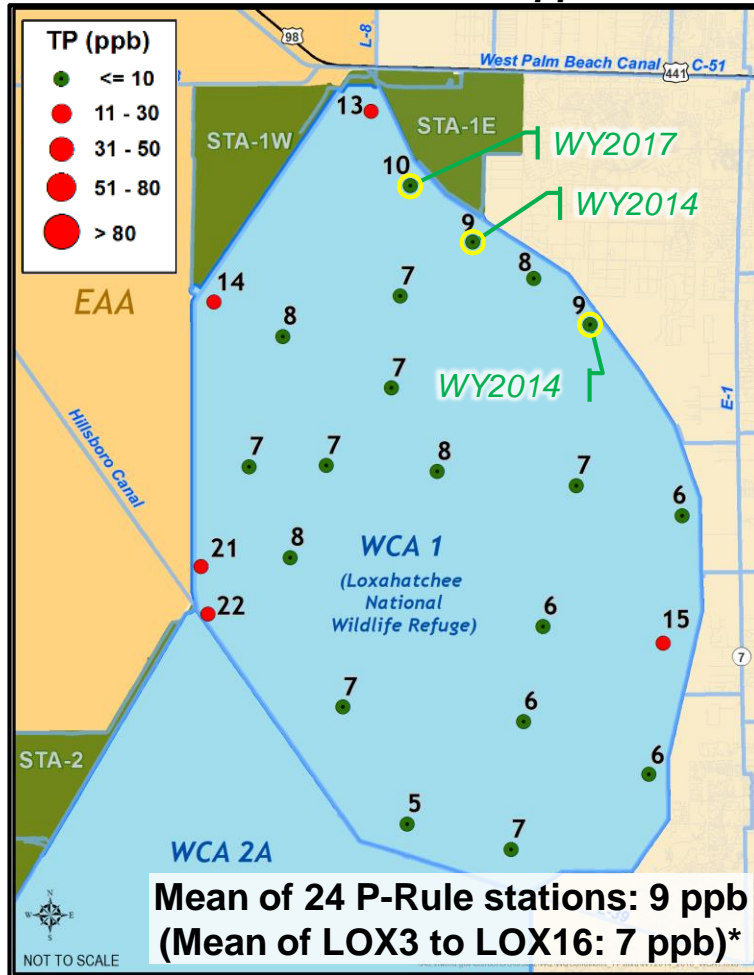 TP (ppb)
<= 10
11 - 30
31 - 50
51 - 80
> 80
98
L-8
West Palm Beach Canal
441
C-51
STA-1W
13
STA-1E
WY2017
10
WY2014
9
8
EAA
14
7
8
9
7
WY2014
E-1
Hillsboro Canal
7
7
8
7
6
21
8
WCA 1
(Loxahatchee
National
Wildlife Refuge)
22
6
15
7
7
6
STA-2
6
5
7
WCA 2A
Mean of 24 P-Rule stations: 9 ppb
(Mean of LOX3 to LOX16: 7 ppb)*
N
W
E
S
NOT TO SCALE